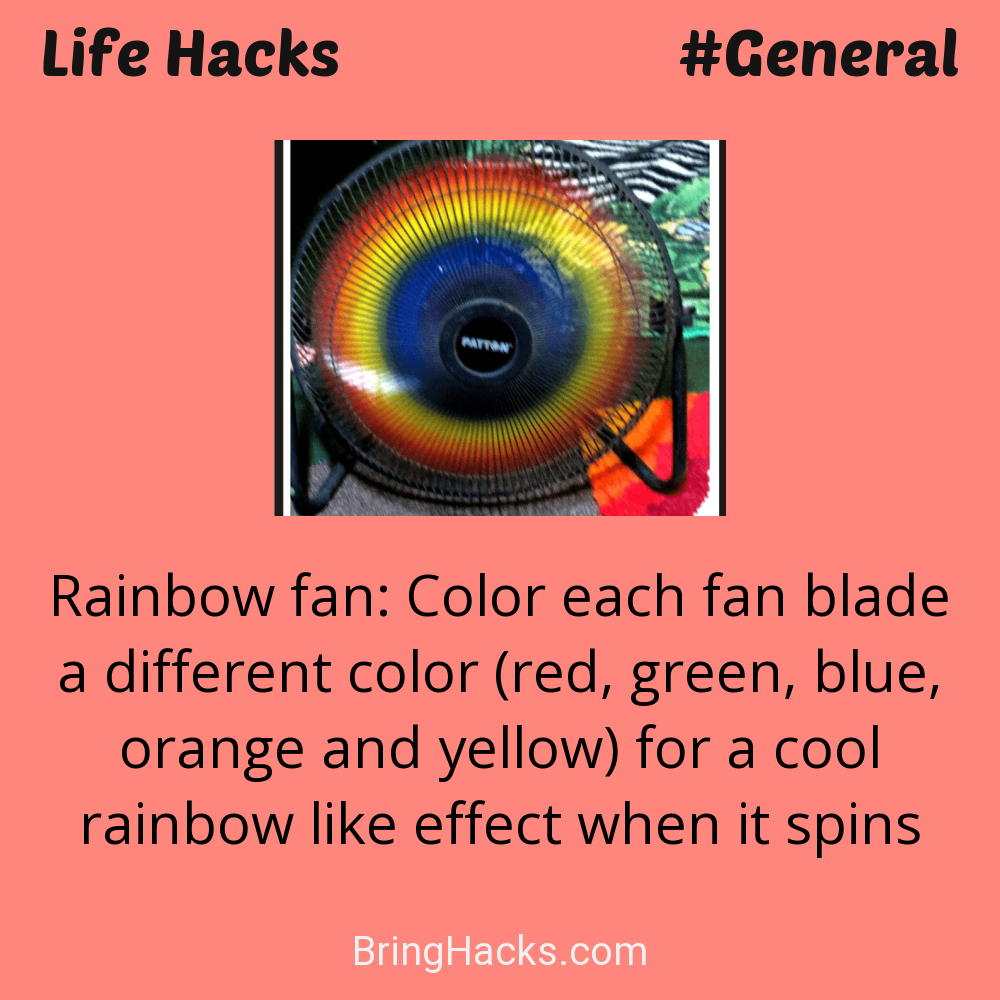 Life Hacks #General
PATTON
Rainbow fan: Color each fan blade
a different color (red, green, blue,
orange and yellow) for a cool
rainbow like effect when it spins
BringHacks.com